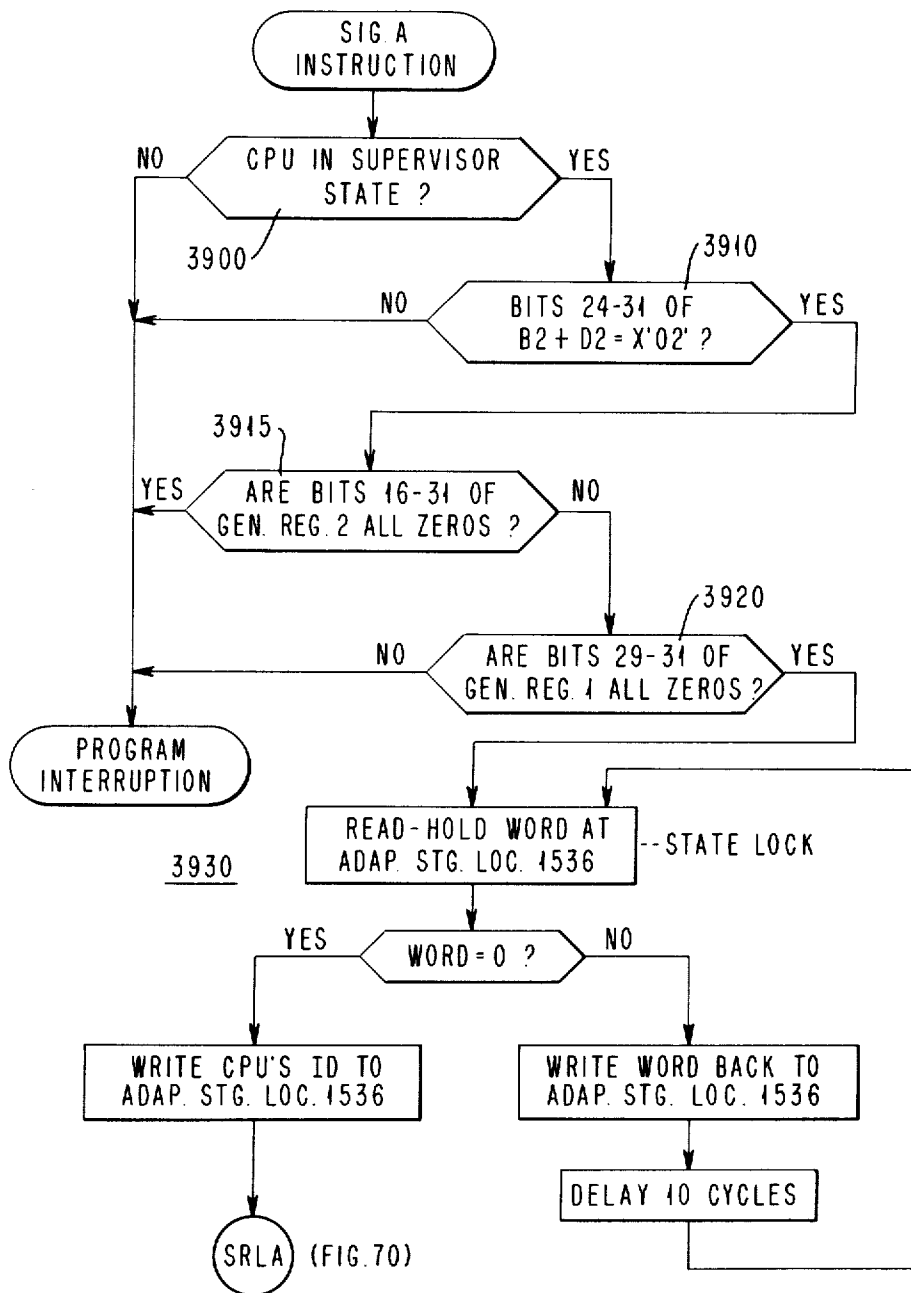 SIG. A
INSTRUCTION
NO
CPU IN SUPERVISOR
STATE ?
YES
3900
3910
NO
BITS 24-31 OF
B2 + D2 = X'02' ?
YES
3915
YES
ARE BITS 16-31 OF
GEN. REG. 2 ALL ZEROS ?
NO
3920
NO
ARE BITS 29-31 OF
GEN. REG. 1 ALL ZEROS ?
YES
PROGRAM
INTERRUPTION
READ-HOLD WORD AT
ADAP. STG. LOC. 1536
--STATE LOCK
3930
YES
WORD = 0 ?
NO
WRITE CPU'S ID TO
ADAP. STG. LOC. 1536
WRITE WORD BACK TO
ADAP. STG. LOC. 1536
DELAY 10 CYCLES
SRLA (FIG. 70)